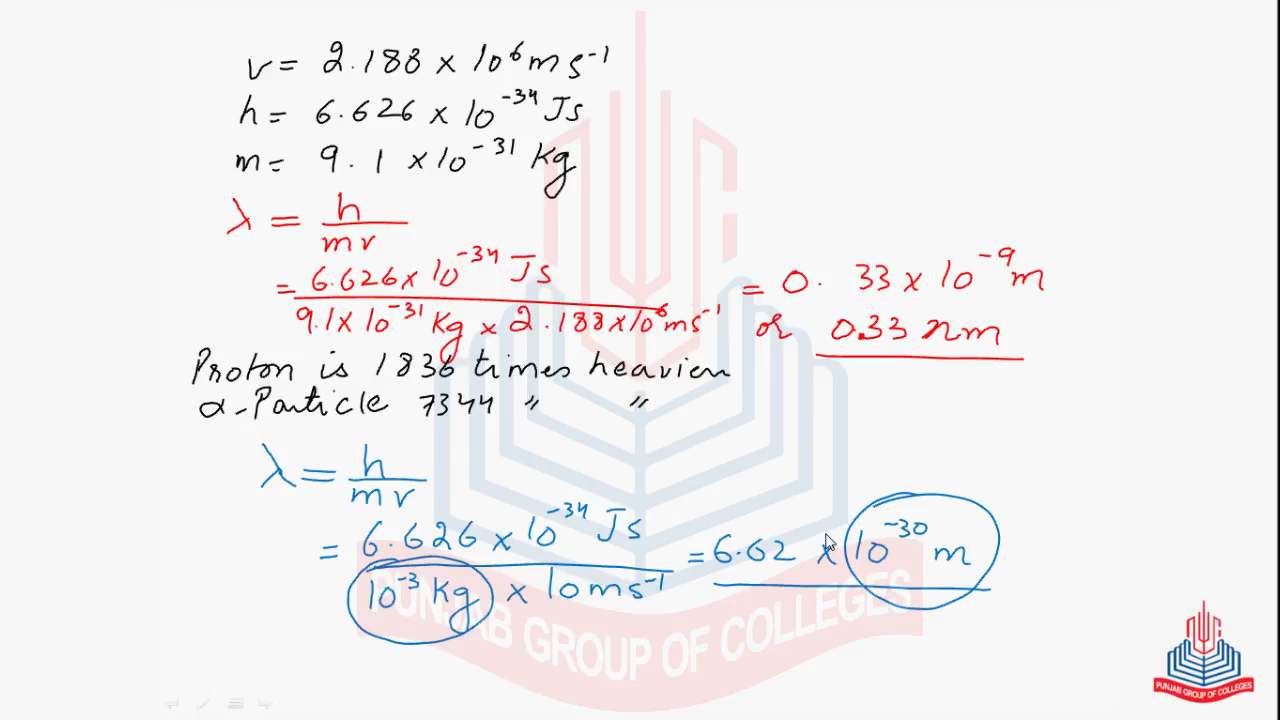 v = 2.188 × 10⁶ m s⁻¹
h = 6.626 × 10⁻³⁴ Js
m = 9.1 × 10⁻³¹ Kg
λ = h / mv
= 6.626 × 10⁻³⁴ Js / 9.1 × 10⁻³¹ Kg × 2.188 × 10⁶ ms⁻¹ = 0.33 × 10⁻⁹ m
or 0.33 nm
Proton is 1836 times heavier
α-Particle 7344 " "
λ = h / mv
= 6.626 × 10⁻³⁴ Js / 10⁻³ Kg × 10 ms⁻¹ = 6.62 × 10⁻³⁰ m
PUNJAB GROUP OF COLLEGES
PUNJAB GROUP OF COLLEGES